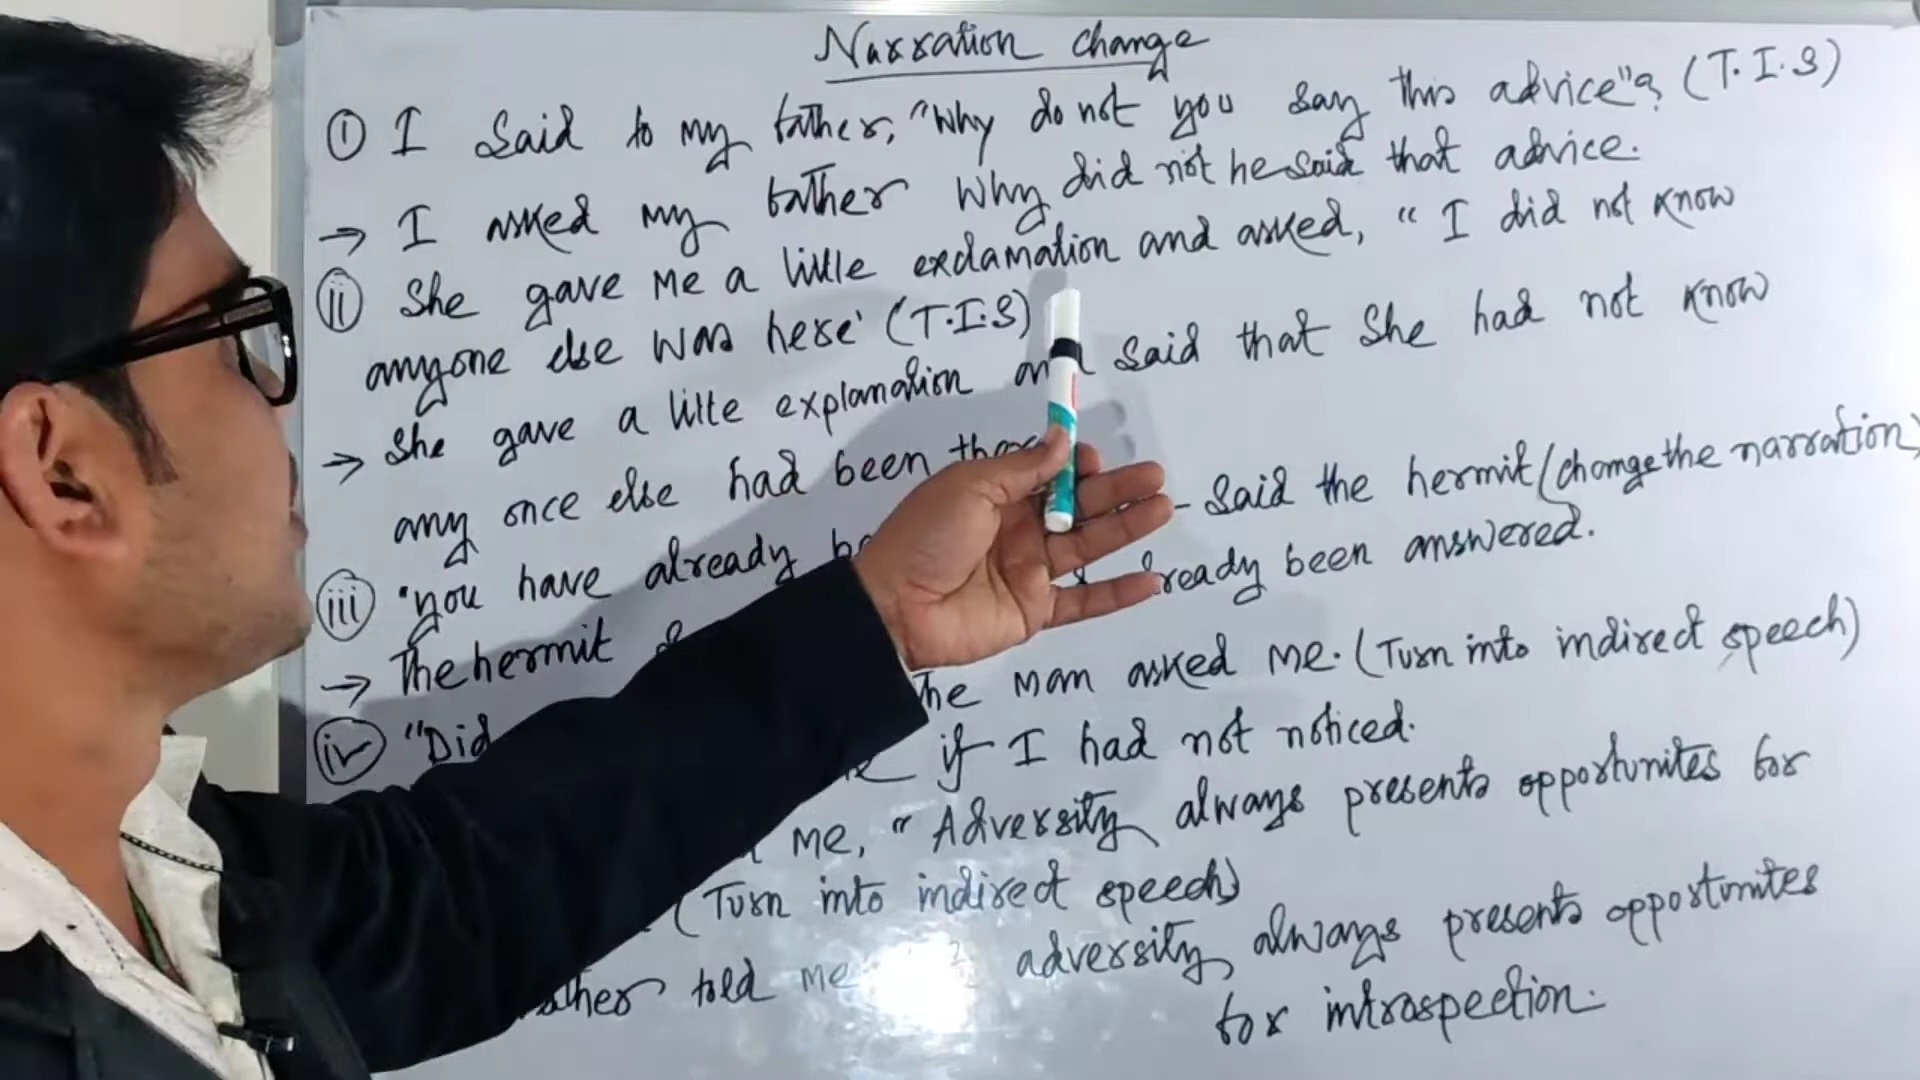 Narration change
① I said to my father, "Why do not you say this advice"? (T.I.S)
→ I asked my father why did not he said that advice.
ii She gave me a little exclamation and asked, "I did not know
anyone else was here' (T.I.S)
→ She gave a litte explanation said that She had not know
any once else had been
iii "you have already - said the hermit (change the narration)
→ The hermit already been answered.
iv "Did the man asked me. (Turn into indirect speech)
if I had not noticed.
me, "Adversity always presents opportunites for
(Turn into indirect speech)
told me adversity always presents opportunites
for introspection.